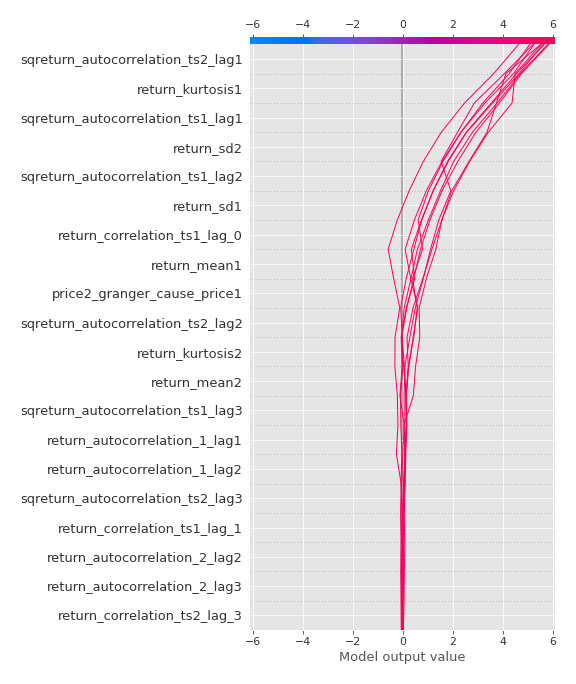 −6 −4 −2 0 2 4 6
sqreturn_autocorrelation_ts2_lag1
return_kurtosis1
sqreturn_autocorrelation_ts1_lag1
return_sd2
sqreturn_autocorrelation_ts1_lag2
return_sd1
return_correlation_ts1_lag_0
return_mean1
price2_granger_cause_price1
sqreturn_autocorrelation_ts2_lag2
return_kurtosis2
return_mean2
sqreturn_autocorrelation_ts1_lag3
return_autocorrelation_1_lag1
return_autocorrelation_1_lag2
sqreturn_autocorrelation_ts2_lag3
return_correlation_ts1_lag_1
return_autocorrelation_2_lag2
return_autocorrelation_2_lag3
return_correlation_ts2_lag_3
−6 −4 −2 0 2 4 6
Model output value